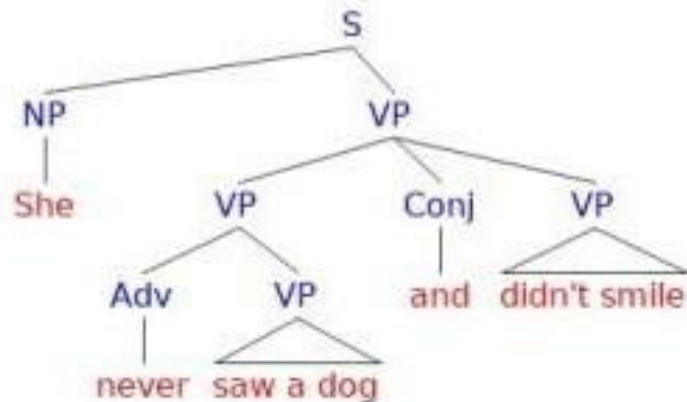 S
NP VP
She VP Conj VP
Adv VP and didn't smile
never saw a dog